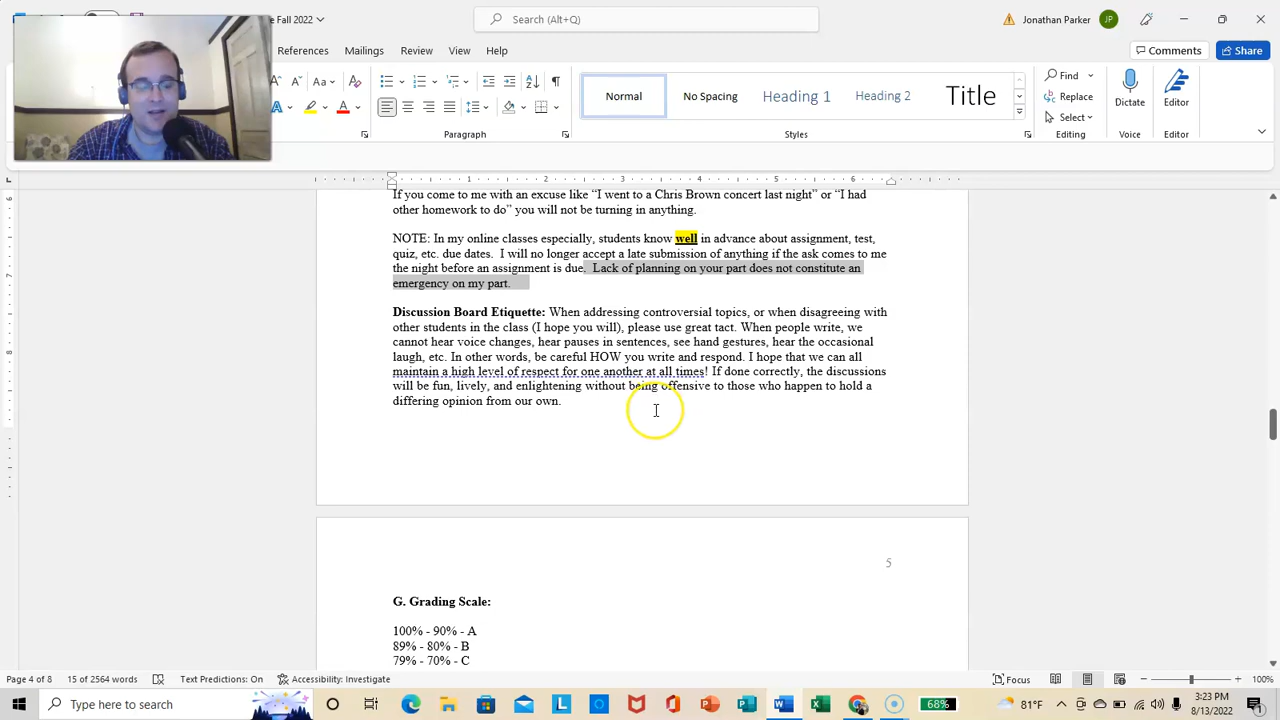 e Fall 2022
Search (Alt+Q)
Jonathan Parker
JP
References
Mailings
Review
View
Help
Comments
Share
Aa
A
A
Normal
No Spacing
Heading 1
Heading 2
Title
Find
Replace
Select
Dictate
Editor
Paragraph
Styles
Editing
Voice
Editor
1 2 3 4 5 6
If you come to me with an excuse like “I went to a Chris Brown concert last night” or “I had
other homework to do” you will not be turning in anything.
NOTE: In my online classes especially, students know well in advance about assignment, test,
quiz, etc. due dates. I will no longer accept a late submission of anything if the ask comes to me
the night before an assignment is due. Lack of planning on your part does not constitute an
emergency on my part.
Discussion Board Etiquette: When addressing controversial topics, or when disagreeing with
other students in the class (I hope you will), please use great tact. When people write, we
cannot hear voice changes, hear pauses in sentences, see hand gestures, hear the occasional
laugh, etc. In other words, be careful HOW you write and respond. I hope that we can all
maintain a high level of respect for one another at all times! If done correctly, the discussions
will be fun, lively, and enlightening without being offensive to those who happen to hold a
differing opinion from our own.
5
G. Grading Scale:
100% - 90% - A
89% - 80% - B
79% - 70% - C
Page 4 of 8
15 of 2564 words
Text Predictions: On
Accessibility: Investigate
Focus
100%
Type here to search
68%
81°F
3:23 PM
8/13/2022